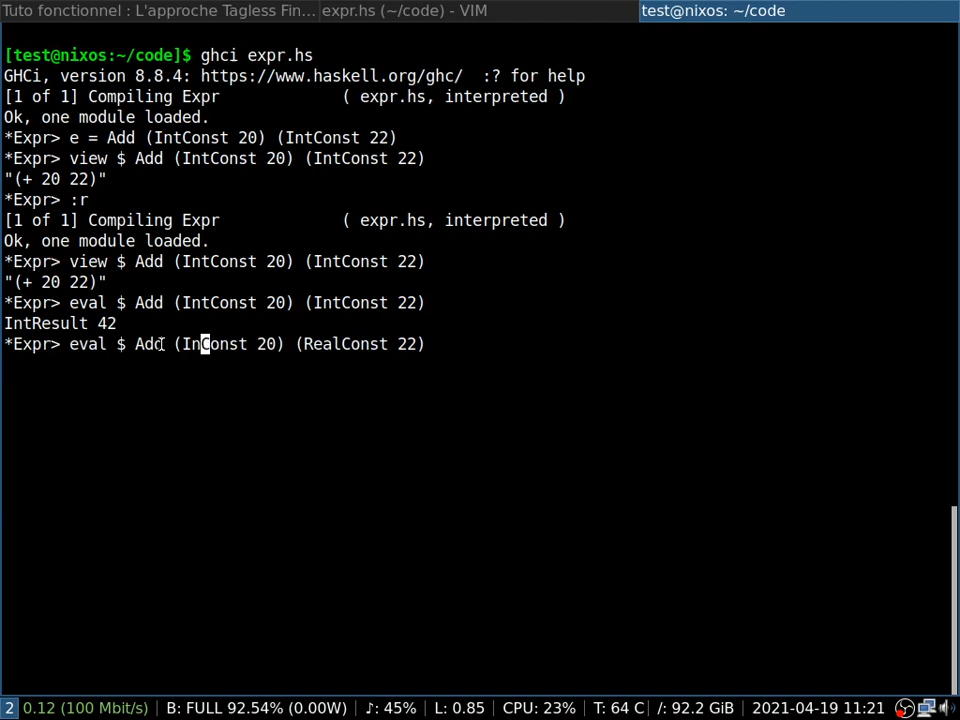 Tuto fonctionnel : L'approche Tagless Fin... expr.hs (~/code) - VIM test@nixos: ~/code
[test@nixos:~/code]$ ghci expr.hs
GHCi, version 8.8.4: https://www.haskell.org/ghc/  :? for help
[1 of 1] Compiling Expr             ( expr.hs, interpreted )
Ok, one module loaded.
*Expr> e = Add (IntConst 20) (IntConst 22)
*Expr> view $ Add (IntConst 20) (IntConst 22)
"(+ 20 22)"
*Expr> :r
[1 of 1] Compiling Expr             ( expr.hs, interpreted )
Ok, one module loaded.
*Expr> view $ Add (IntConst 20) (IntConst 22)
"(+ 20 22)"
*Expr> eval $ Add (IntConst 20) (IntConst 22)
IntResult 42
*Expr> eval $ Add (InConst 20) (RealConst 22)
2 0.12 (100 Mbit/s) | B: FULL 92.54% (0.00W) | ♪: 45% | L: 0.85 | CPU: 23% | T: 64 C | /: 92.2 GiB | 2021-04-19 11:21